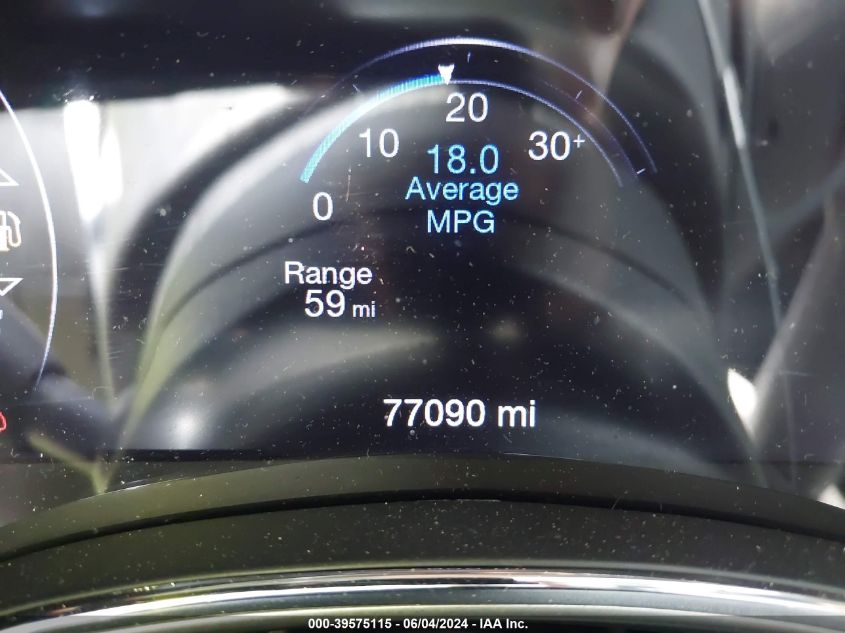 20
10
30+
18.0
Average
MPG
0
Range
59 mi
77090 mi
000-39575115 - 06/04/2024 - IAA Inc.